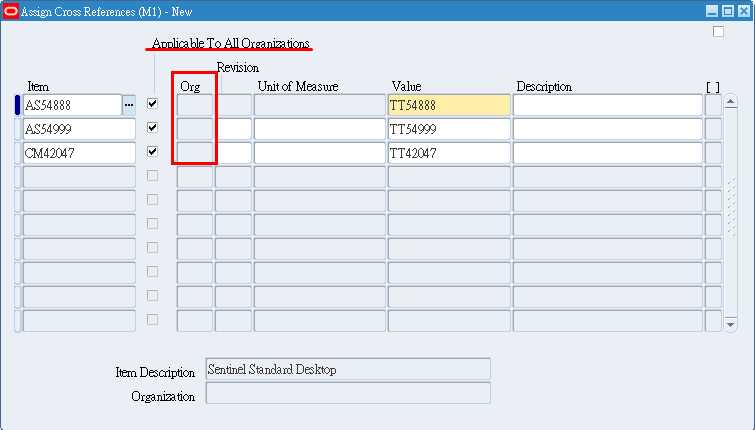 Assign Cross References (M1) - New
Applicable To All Organizations
Revision
Item Org Unit of Measure Value Description [ ]
AS54888 ... TT54888
AS54999 TT54999
CM42047 TT42047
Item Description Sentinel Standard Desktop
Organization